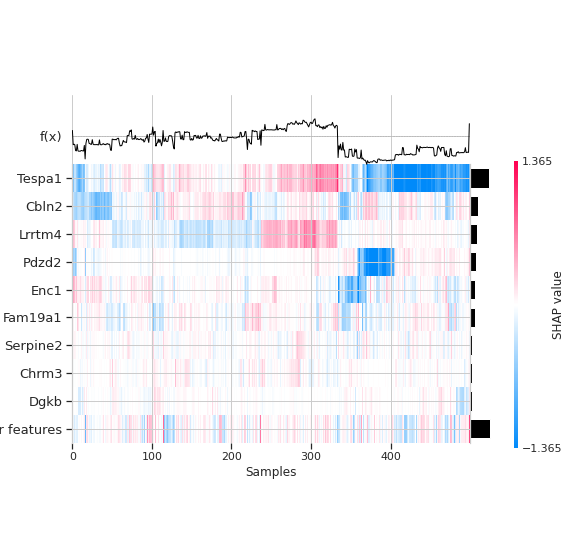 f(x)
Tespa1
Cbln2
Lrrtm4
Pdzd2
Enc1
Fam19a1
Serpine2
Chrm3
Dgkb
r features
0 100 200 300 400
Samples
1.365
SHAP value
−1.365